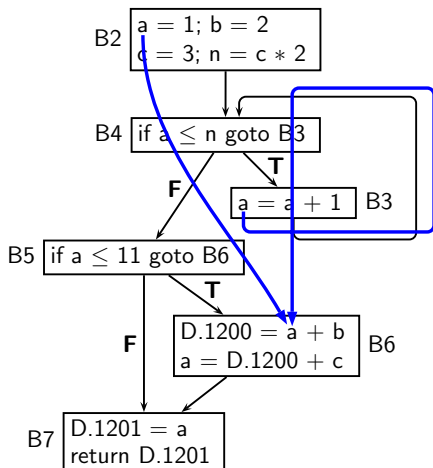 B2
a = 1; b = 2
c = 3; n = c ∗ 2
B4
if a ≤ n goto B3
T
F
a = a + 1
B3
B5
if a ≤ 11 goto B6
T
F
D.1200 = a + b
a = D.1200 + c
B6
B7
D.1201 = a
return D.1201